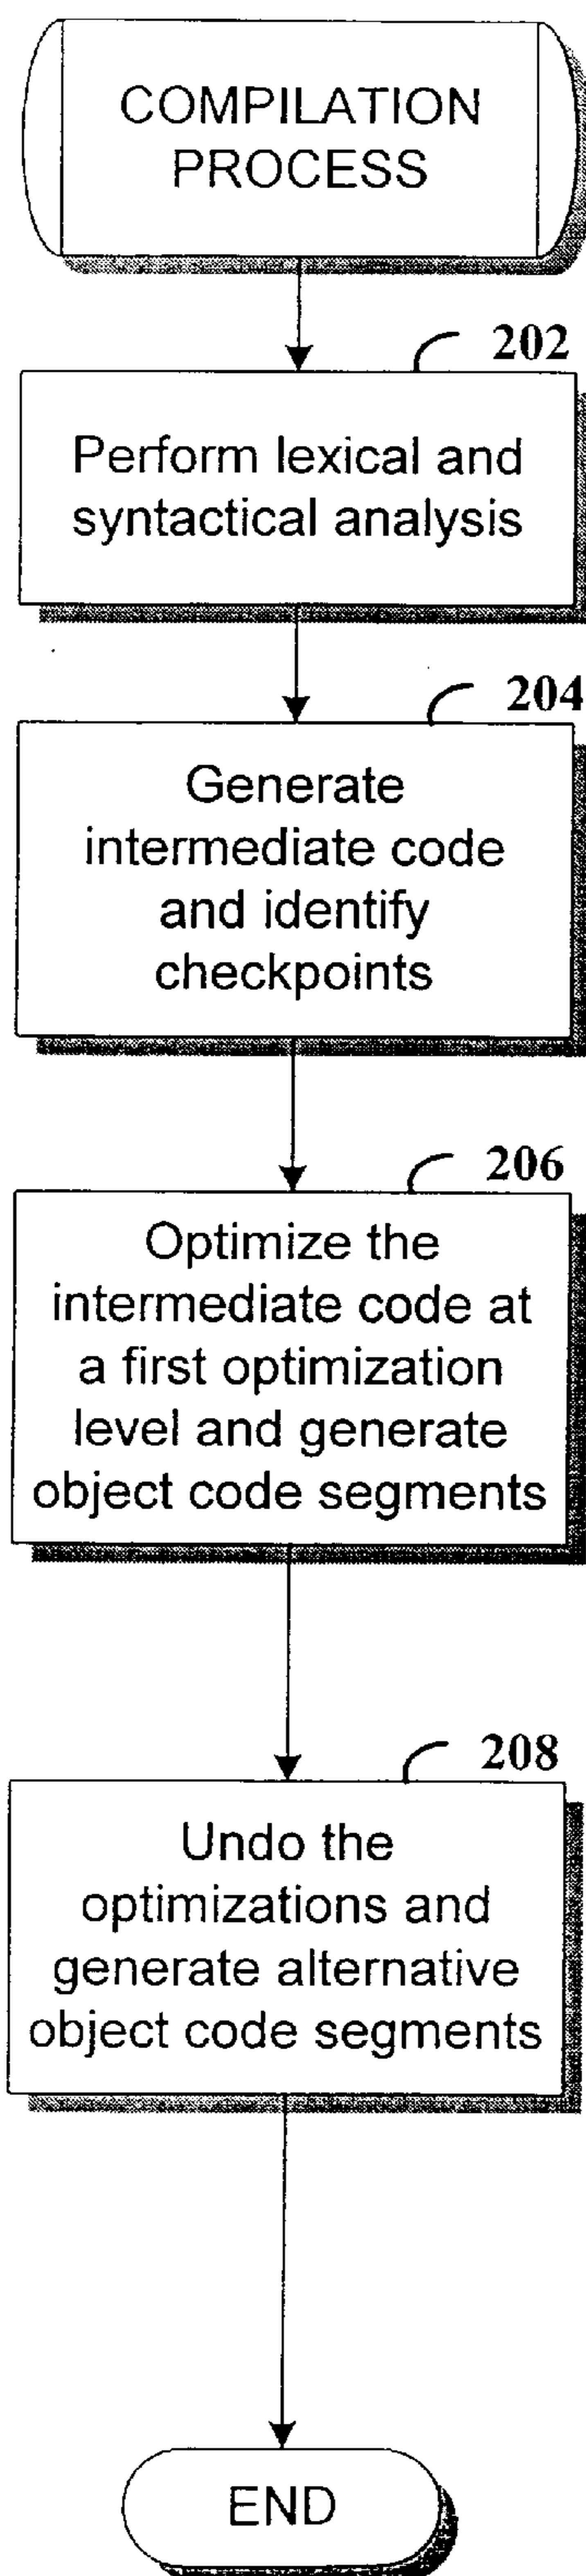 COMPILATION
PROCESS
202
Perform lexical and
syntactical analysis
204
Generate
intermediate code
and identify
checkpoints
206
Optimize the
intermediate code at
a first optimization
level and generate
object code segments
208
Undo the
optimizations and
generate alternative
object code segments
END